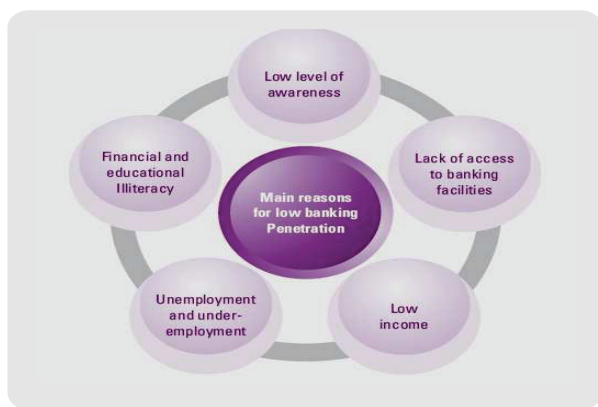 Low level of
awareness
Financial and
educational
Illiteracy
Lack of access
to banking
facilities
Main reasons
for low banking
Penetration
Unemployment
and under-
employment
Low
income